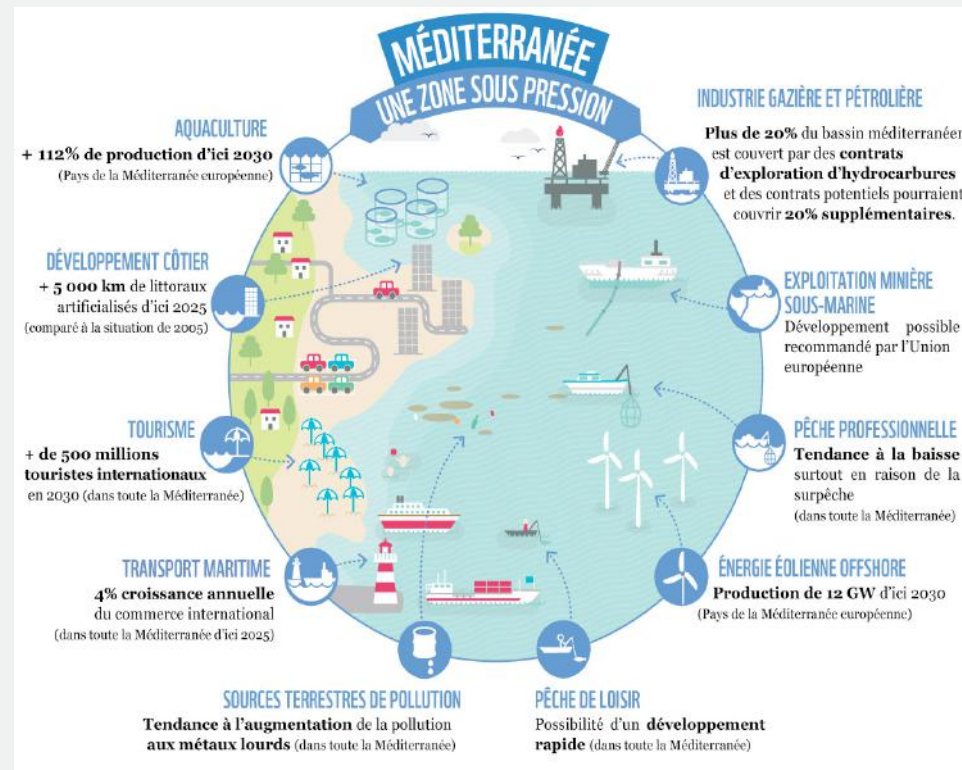 MÉDITERRANÉE
UNE ZONE SOUS PRESSION
AQUACULTURE
+ 112% de production d'ici 2030
(Pays de la Méditerranée européenne)
DÉVELOPPEMENT CÔTIER
+ 5 000 km de littoraux
artificialisés d'ici 2025
(comparé à la situation de 2005)
TOURISME
+ de 500 millions
touristes internationaux
en 2030 (dans toute la Méditerranée)
TRANSPORT MARITIME
4% croissance annuelle
du commerce international
(dans toute la Méditerranée d'ici 2025)
SOURCES TERRESTRES DE POLLUTION
Tendance à l'augmentation de la pollution
aux métaux lourds (dans toute la Méditerranée)
PÊCHE DE LOISIR
Possibilité d'un développement
rapide (dans toute la Méditerranée)
INDUSTRIE GAZIÈRE ET PÉTROLIÈRE
Plus de 20% du bassin méditerranéen
est couvert par des contrats
d'exploration d'hydrocarbures
et des contrats potentiels pourraient
couvrir 20% supplémentaires.
EXPLOITATION MINIÈRE
SOUS-MARINE
Développement possible
recommandé par l'Union
européenne
PÊCHE PROFESSIONNELLE
Tendance à la baisse
surtout en raison de la
surpêche
(dans toute la Méditerranée)
ÉNERGIE ÉOLIENNE OFFSHORE
Production de 12 GW d'ici 2030
(Pays de la Méditerranée européenne)